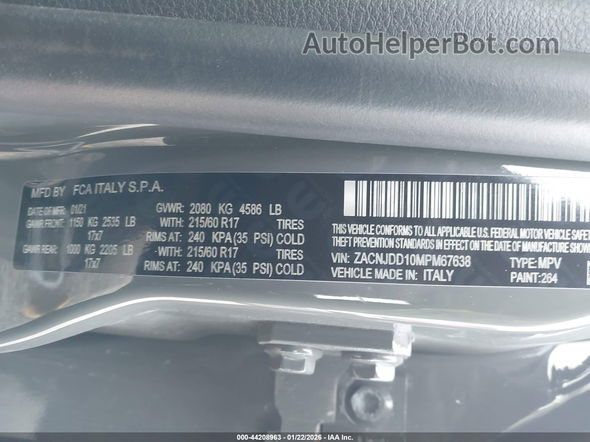 AutoHelperBot.com
MFD BY FCA ITALY S.P.A.
DATE OF MFR: 01/21 GVWR: 2080 KG 4586 LB
GAWR FRONT: 1150 KG 2535 LB WITH: 215/60 R17 TIRES
17x7 RIMS AT: 240 KPA(35 PSI) COLD
GAWR REAR: 1000 KG 2205 LB WITH: 215/60 R17 TIRES
17x7 RIMS AT: 240 KPA(35 PSI) COLD
THIS VEHICLE CONFORMS TO ALL APPLICABLE U.S. FEDERAL MOTOR VEHICLE SAFETY,
IN EFFECT ON THE DATE OF MANUFACTURE SHOWN
VIN: ZACNJDD10MPM67638 TYPE: MPV
VEHICLE MADE IN: ITALY PAINT: 264
000-44208963 - 01/22/2026 - IAA Inc.